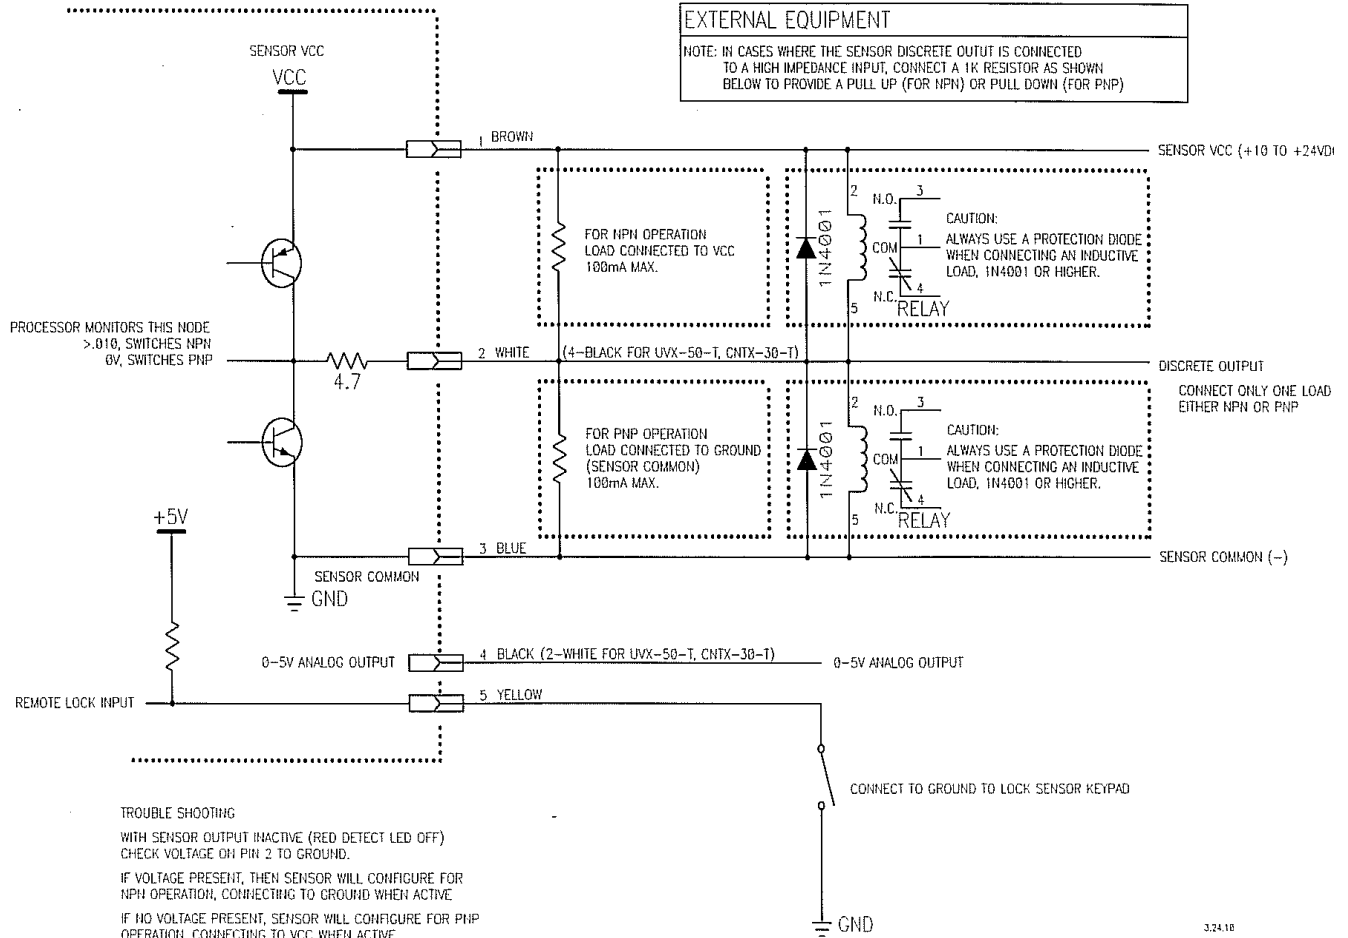 EXTERNAL EQUIPMENT
NOTE: IN CASES WHERE THE SENSOR DISCRETE OUTUT IS CONNECTED
TO A HIGH IMPEDANCE INPUT, CONNECT A 1K RESISTOR AS SHOWN
BELOW TO PROVIDE A PULL UP (FOR NPN) OR PULL DOWN (FOR PNP)
SENSOR VCC
VCC
1 BROWN
SENSOR VCC (+10 TO +24VD
FOR NPN OPERATION
LOAD CONNECTED TO VCC
100mA MAX.
1N4001
2
5
N.O.
3
COM
1
N.C.
4
RELAY
CAUTION:
ALWAYS USE A PROTECTION DIODE
WHEN CONNECTING AN INDUCTIVE
LOAD, 1N4001 OR HIGHER.
PROCESSOR MONITORS THIS NODE
>.010, SWITCHES NPN
0V, SWITCHES PNP
4.7
2 WHITE (4-BLACK FOR UVX-50-T, CNTX-30-T)
DISCRETE OUTPUT
CONNECT ONLY ONE LOAD
EITHER NPN OR PNP
FOR PNP OPERATION
LOAD CONNECTED TO GROUND
(SENSOR COMMON)
100mA MAX.
1N4001
2
5
N.O.
3
COM
1
N.C.
4
RELAY
CAUTION:
ALWAYS USE A PROTECTION DIODE
WHEN CONNECTING AN INDUCTIVE
LOAD, 1N4001 OR HIGHER.
+5V
3 BLUE
SENSOR COMMON (-)
SENSOR COMMON
GND
0-5V ANALOG OUTPUT
4 BLACK (2-WHITE FOR UVX-50-T, CNTX-30-T)
0-5V ANALOG OUTPUT
REMOTE LOCK INPUT
5 YELLOW
CONNECT TO GROUND TO LOCK SENSOR KEYPAD
GND
TROUBLE SHOOTING
WITH SENSOR OUTPUT INACTIVE (RED DETECT LED OFF)
CHECK VOLTAGE ON PIN 2 TO GROUND.
IF VOLTAGE PRESENT, THEN SENSOR WILL CONFIGURE FOR
NPN OPERATION, CONNECTING TO GROUND WHEN ACTIVE
IF NO VOLTAGE PRESENT, SENSOR WILL CONFIGURE FOR PNP
OPERATION, CONNECTING TO VCC WHEN ACTIVE
3.24.10